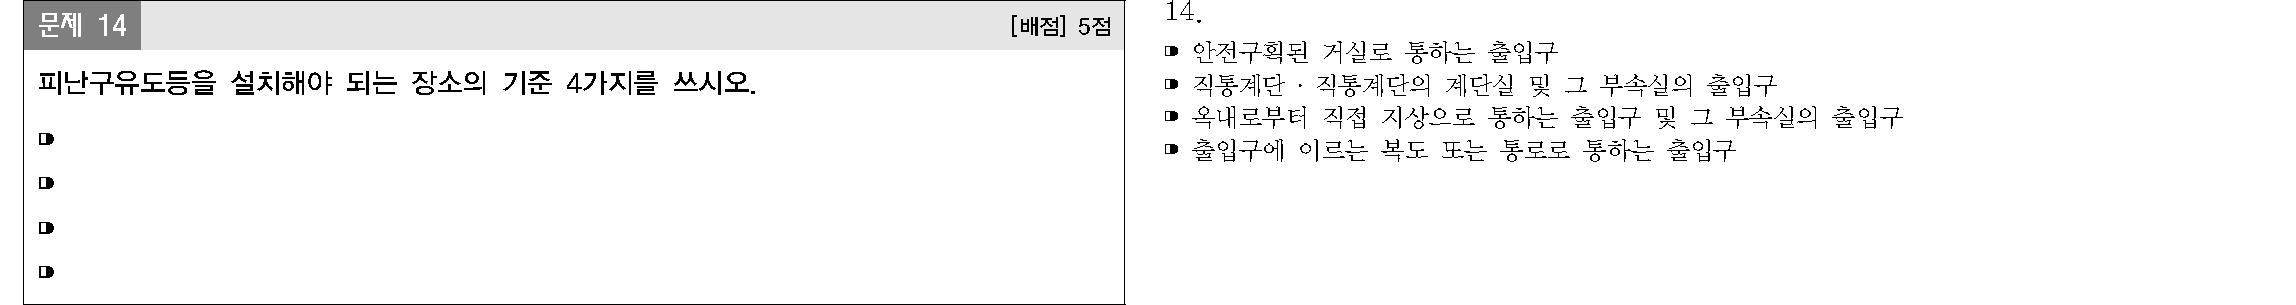 문제 14
[배점] 5점
피난구유도등을 설치해야 되는 장소의 기준 4가지를 쓰시오.
14.
안전구획된 거실로 통하는 출입구
직통계단 · 직통계단의 계단실 및 그 부속실의 출입구
옥내로부터 직접 지상으로 통하는 출입구 및 그 부속실의 출입구
출입구에 이르는 복도 또는 통로로 통하는 출입구